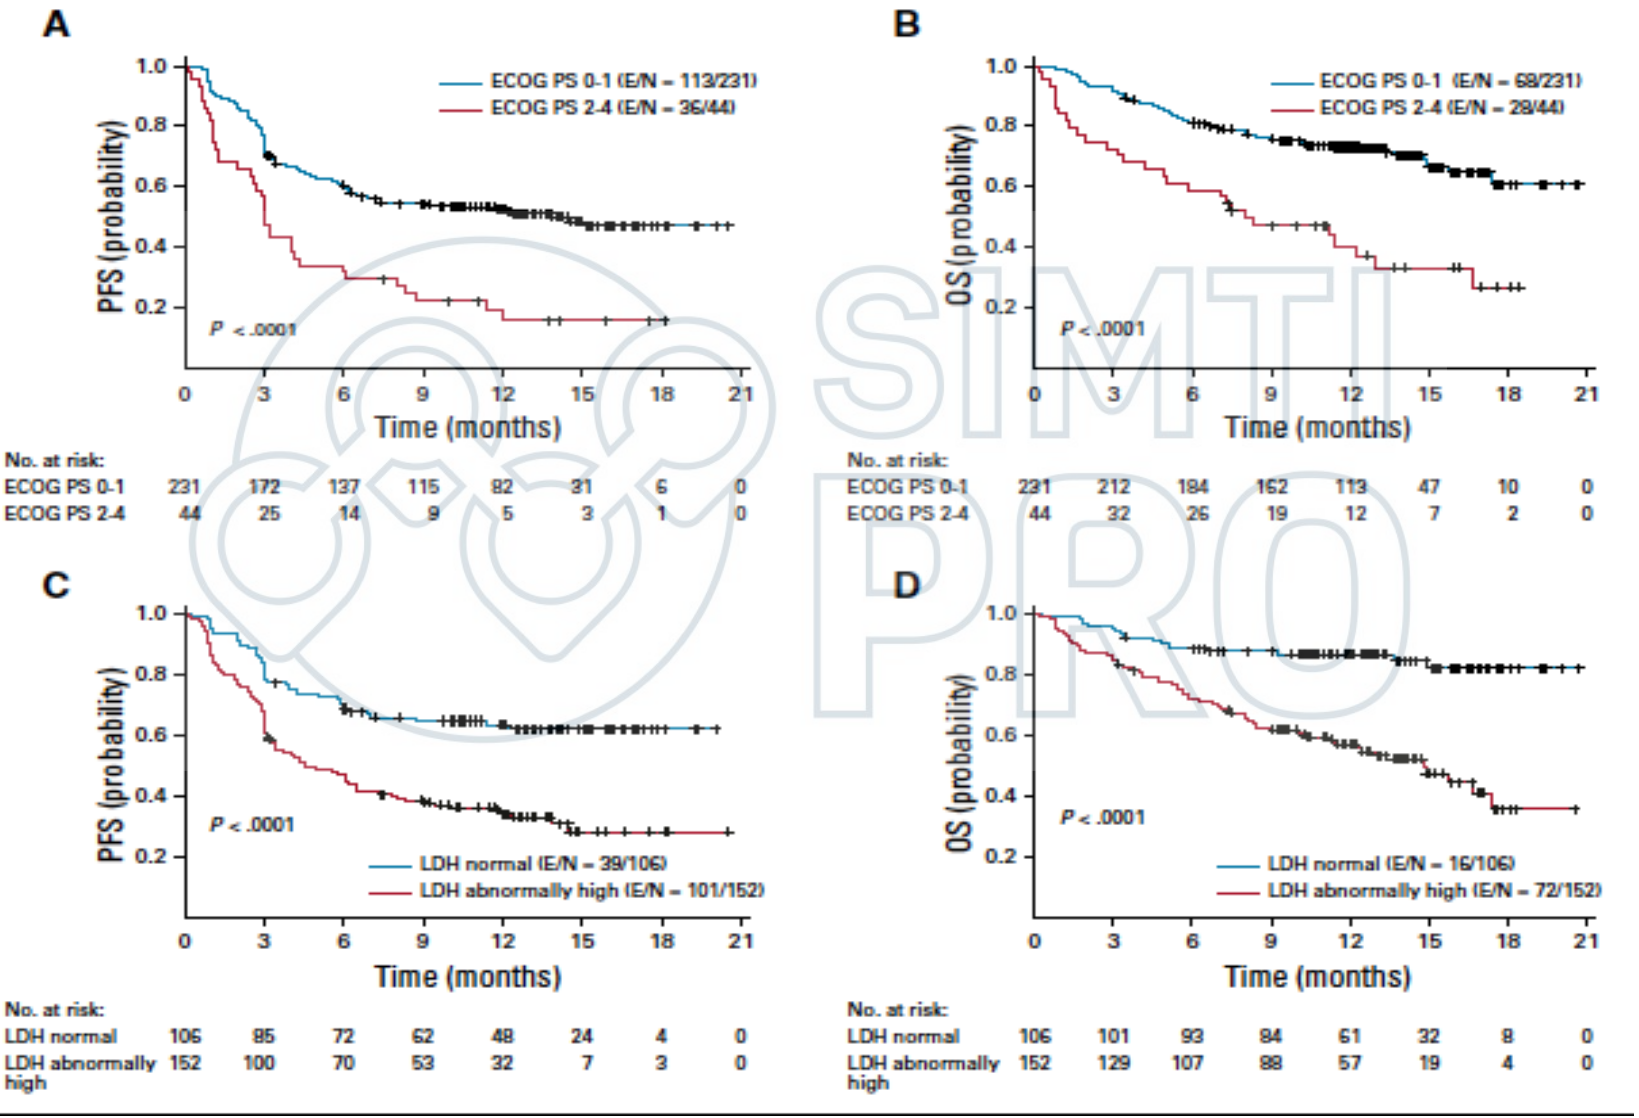 A
PFS (probability)
1.0
0.8
0.6
0.4
0.2
ECOG PS 0-1 (E/N = 113/231)
ECOG PS 2-4 (E/N = 36/44)
P < .0001
0 3 6 9 12 15 18 21
Time (months)
No. at risk:
ECOG PS 0-1 231 172 137 115 82 31 6 0
ECOG PS 2-4 44 25 14 9 5 3 1 0
B
OS (probability)
1.0
0.8
0.6
0.4
0.2
ECOG PS 0-1 (E/N = 68/231)
ECOG PS 2-4 (E/N = 28/44)
P < .0001
0 3 6 9 12 15 18 21
Time (months)
No. at risk:
ECOG PS 0-1 231 212 184 162 113 47 10 0
ECOG PS 2-4 44 32 26 19 12 7 2 0
C
PFS (probability)
1.0
0.8
0.6
0.4
0.2
P < .0001
LDH normal (E/N = 39/106)
LDH abnormally high (E/N = 101/152)
0 3 6 9 12 15 18 21
Time (months)
No. at risk:
LDH normal 106 85 72 62 48 24 4 0
LDH abnormally 152 100 70 53 32 7 3 0
high
D
OS (probability)
1.0
0.8
0.6
0.4
0.2
P < .0001
LDH normal (E/N = 16/106)
LDH abnormally high (E/N = 72/152)
0 3 6 9 12 15 18 21
Time (months)
No. at risk:
LDH normal 106 101 93 84 61 32 8 0
LDH abnormally 152 129 107 88 57 19 4 0
high
SIMTI
PRO